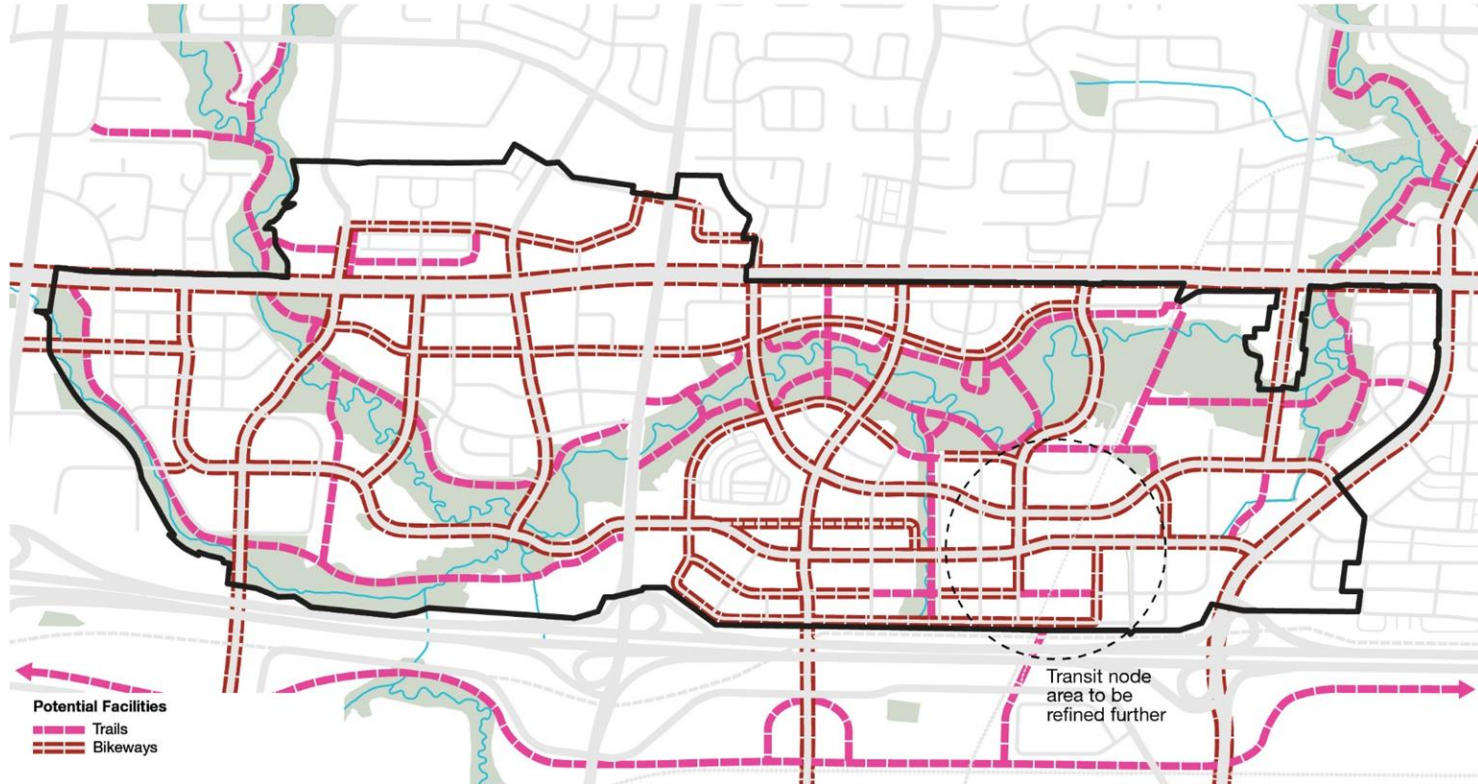 Transit node
area to be
refined further
Potential Facilities
Trails
Bikeways